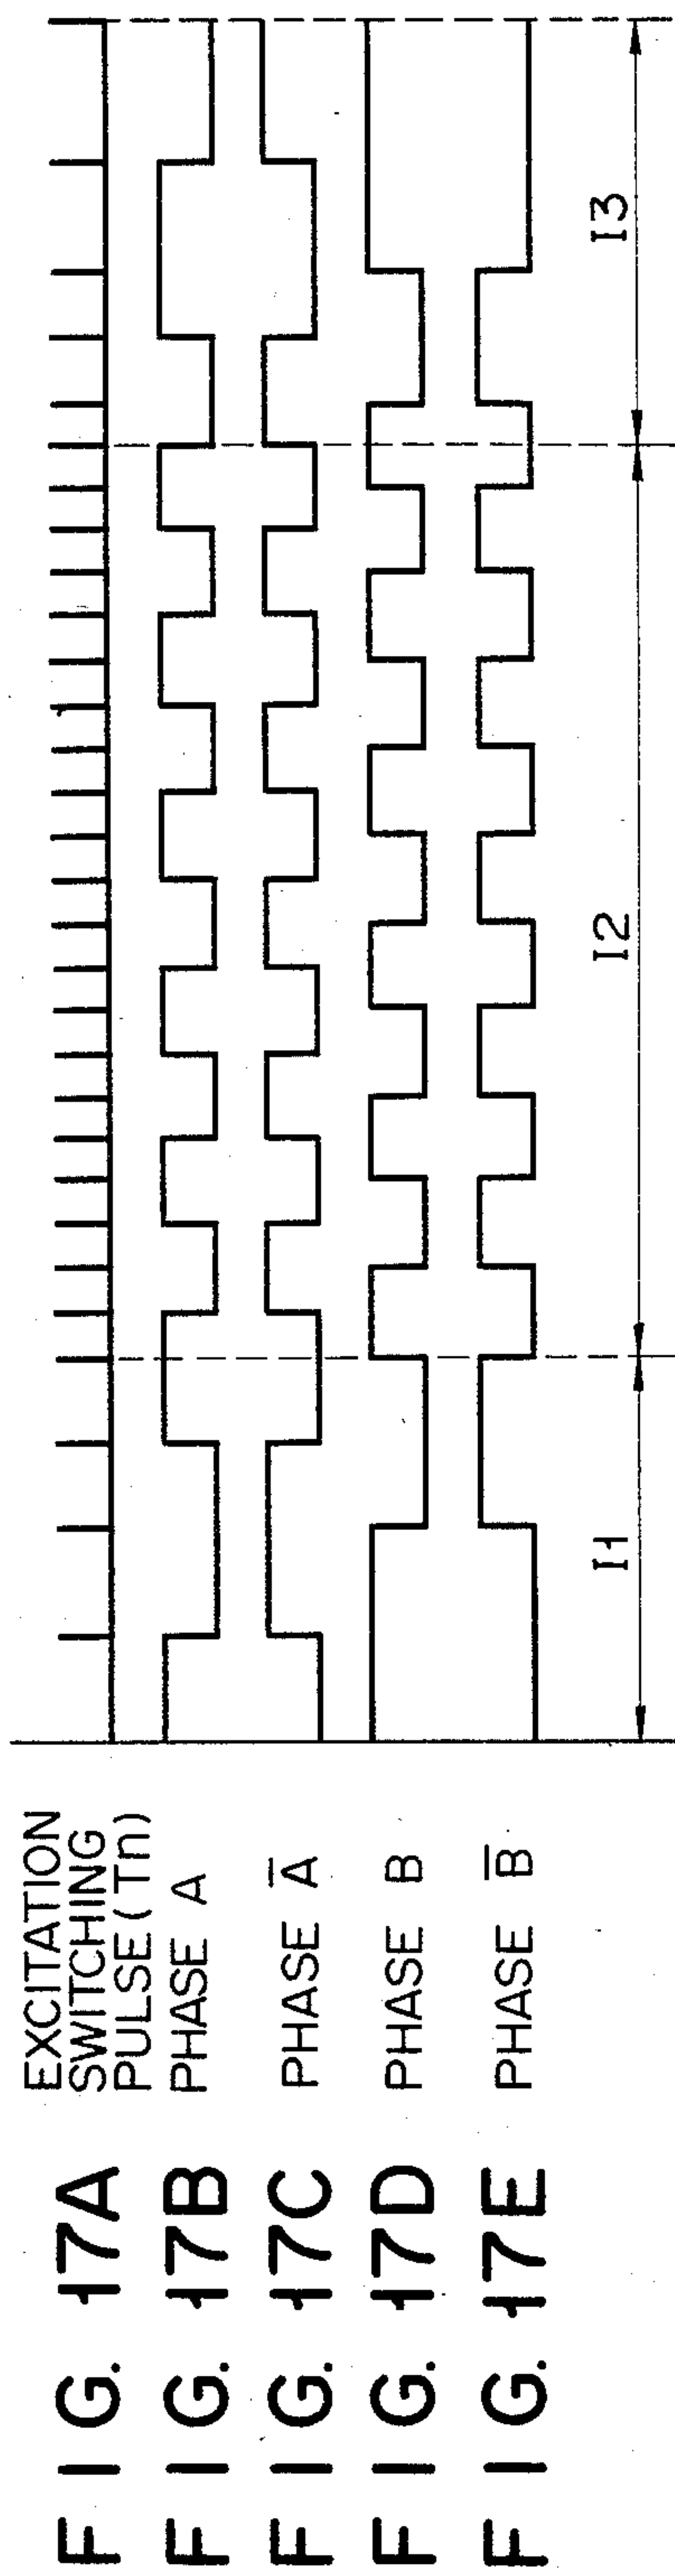 FIG. 17A EXCITATION
SWITCHING
PULSE (Tn)
FIG. 17B PHASE A
FIG. 17C PHASE A̅
FIG. 17D PHASE B
FIG. 17E PHASE B̅
I1 I2 I3